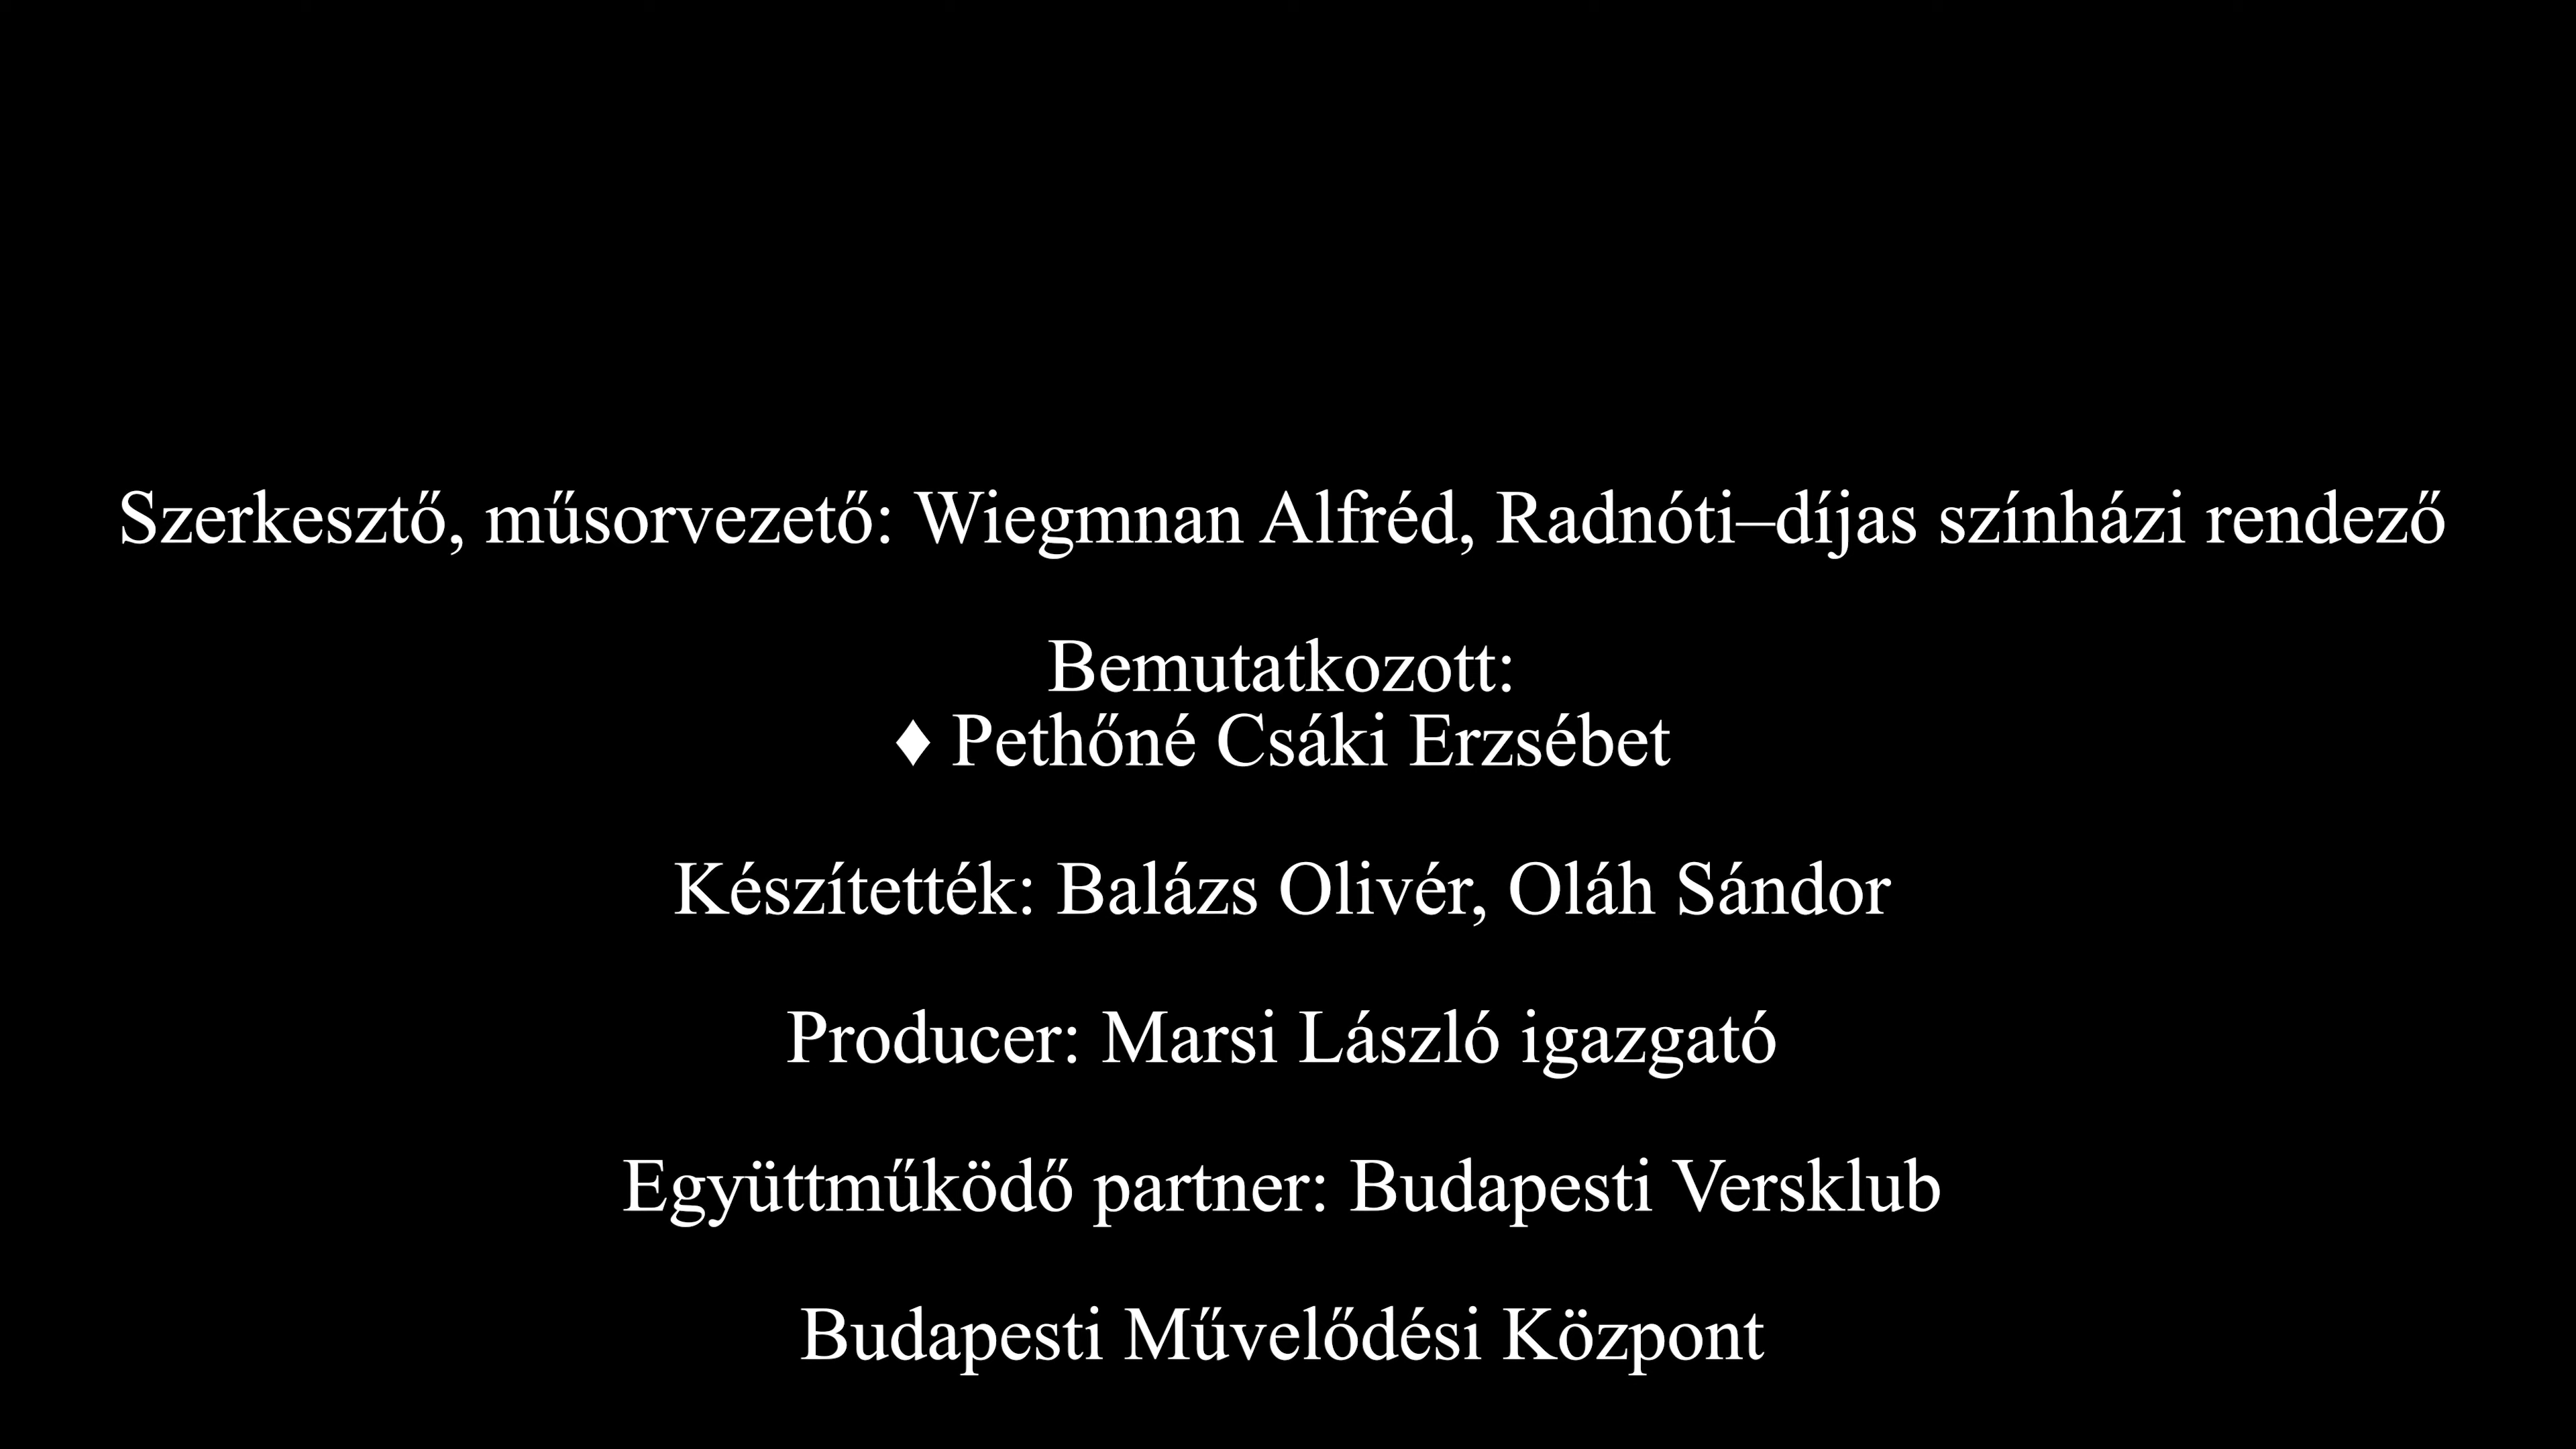 Szerkesztő, műsorvezető: Wiegmnan Alfréd, Radnóti–díjas színházi rendező
Bemutatkozott:
♦ Pethőné Csáki Erzsébet
Készítették: Balázs Olivér, Oláh Sándor
Producer: Marsi László igazgató
Együttműködő partner: Budapesti Versklub
Budapesti Művelődési Központ